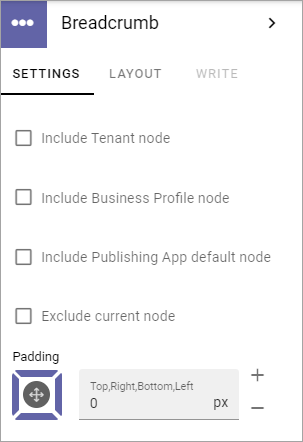 Breadcrumb
SETTINGS LAYOUT WRITE
Include Tenant node
Include Business Profile node
Include Publishing App default node
Exclude current node
Padding
Top,Right,Bottom,Left
0 px